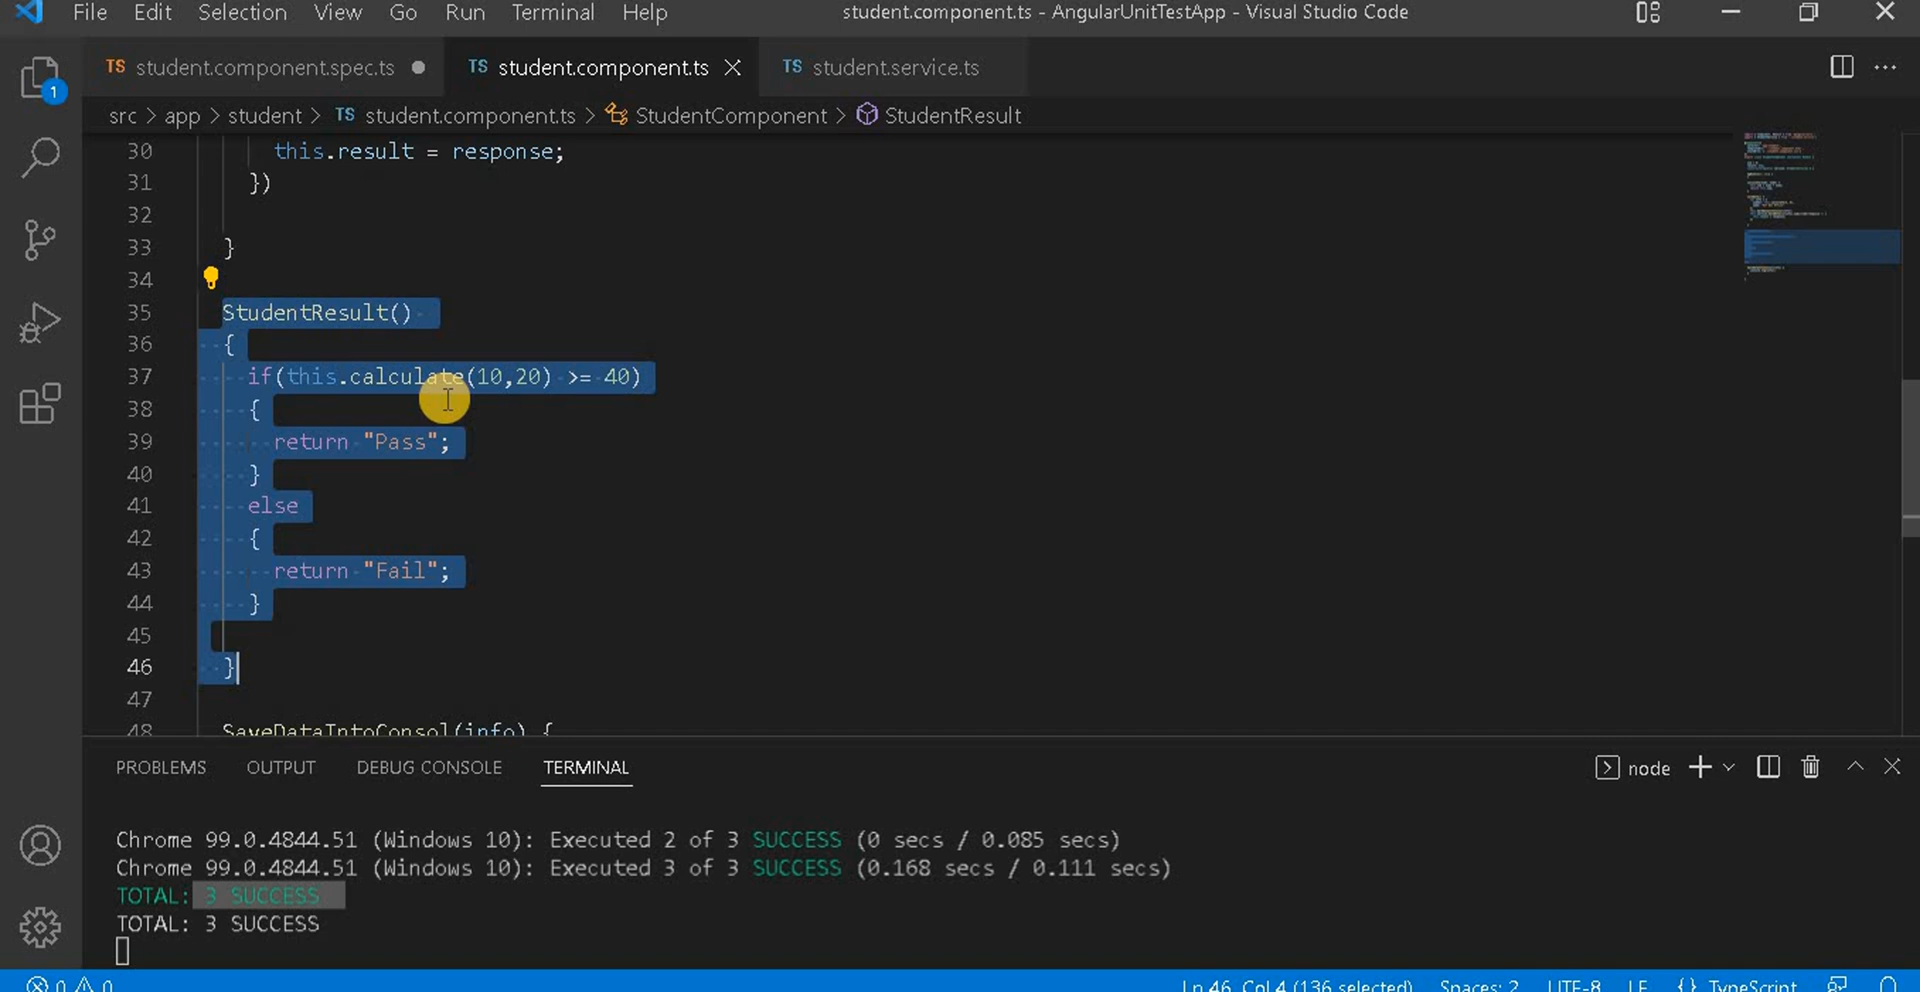 File Edit Selection View Go Run Terminal Help student.component.ts - AngularUnitTestApp - Visual Studio Code
TS student.component.spec.ts TS student.component.ts TS student.service.ts
1
src > app > student > TS student.component.ts > StudentComponent > StudentResult
30 this.result = response;
31 })
32
33 }
34
35 StudentResult()
36 {
37 if(this.calculate(10,20) >= 40)
38 {
39 return "Pass";
40 }
41 else
42 {
43 return "Fail";
44 }
45
46 }
47
48 SaveDataIntoConsol(info) {
PROBLEMS OUTPUT DEBUG CONSOLE TERMINAL node
Chrome 99.0.4844.51 (Windows 10): Executed 2 of 3 SUCCESS (0 secs / 0.085 secs)
Chrome 99.0.4844.51 (Windows 10): Executed 3 of 3 SUCCESS (0.168 secs / 0.111 secs)
TOTAL: 3 SUCCESS
TOTAL: 3 SUCCESS
0 0 Ln 46, Col 4 (136 selected) Spaces: 2 UTF-8 LF {} TypeScript